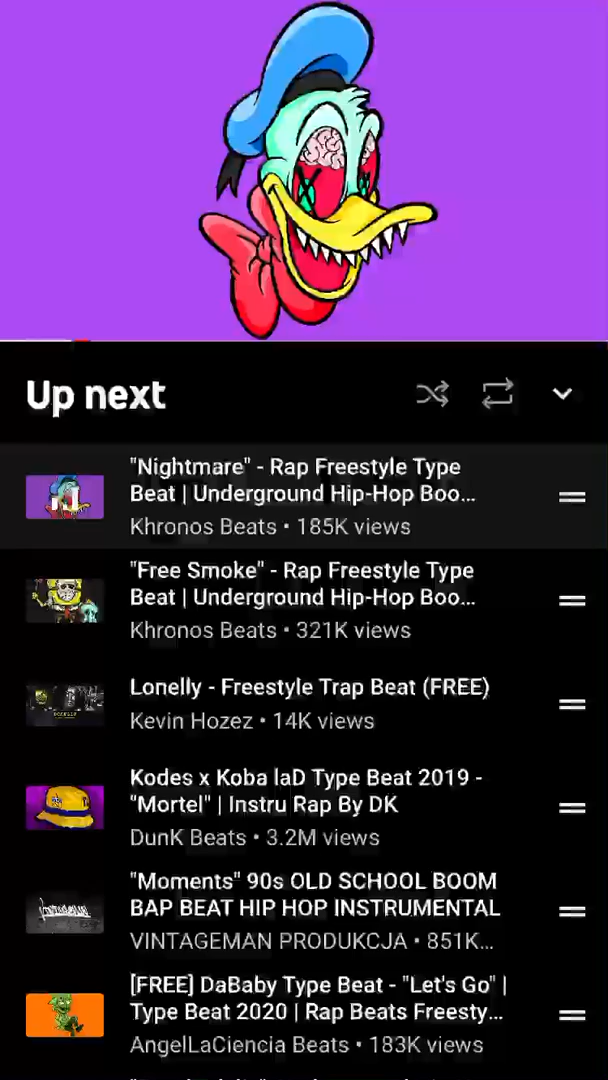 Up next
"Nightmare" - Rap Freestyle Type
Beat | Underground Hip-Hop Boo...
Khronos Beats • 185K views
"Free Smoke" - Rap Freestyle Type
Beat | Underground Hip-Hop Boo...
Khronos Beats • 321K views
Lonelly - Freestyle Trap Beat (FREE)
Kevin Hozez • 14K views
Kodes x Koba laD Type Beat 2019 -
"Mortel" | Instru Rap By DK
DunK Beats • 3.2M views
"Moments" 90s OLD SCHOOL BOOM
BAP BEAT HIP HOP INSTRUMENTAL
VINTAGEMAN PRODUKCJA • 851K...
[FREE] DaBaby Type Beat - "Let's Go" |
Type Beat 2020 | Rap Beats Freesty...
AngelLaCiencia Beats • 183K views